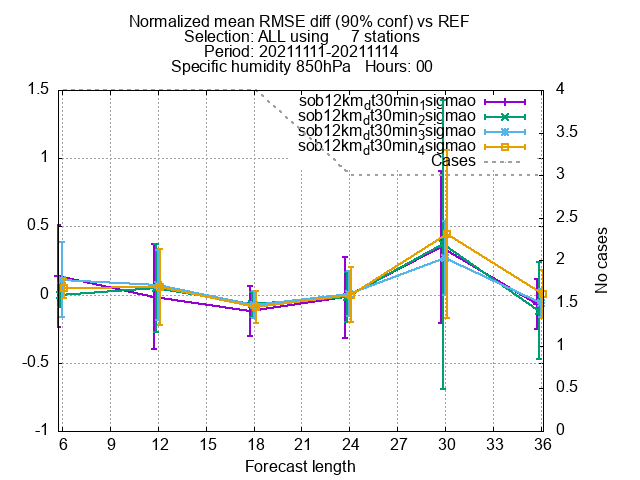 Normalized mean RMSE diff (90% conf) vs REF
Selection: ALL using 7 stations
Period: 20211111-20211114
Specific humidity 850hPa Hours: 00
sob12km_dt30min_1sigmao
sob12km_dt30min_2sigmao
sob12km_dt30min_3sigmao
sob12km_dt30min_4sigmao
Cases
1.5
1
0.5
0
-0.5
-1
4
3.5
3
2.5
2
1.5
1
0.5
0
No cases
6 9 12 15 18 21 24 27 30 33 36
Forecast length